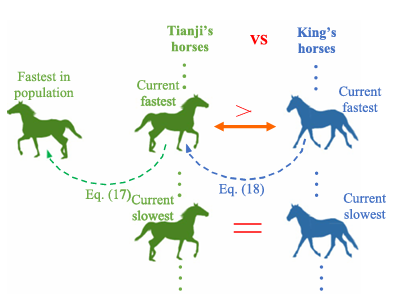 Tianji's
horses
vs
King's
horses
Fastest in
population
Current
fastest
>
Current
fastest
Eq. (17)
Eq. (18)
Current
slowest
=
Current
slowest